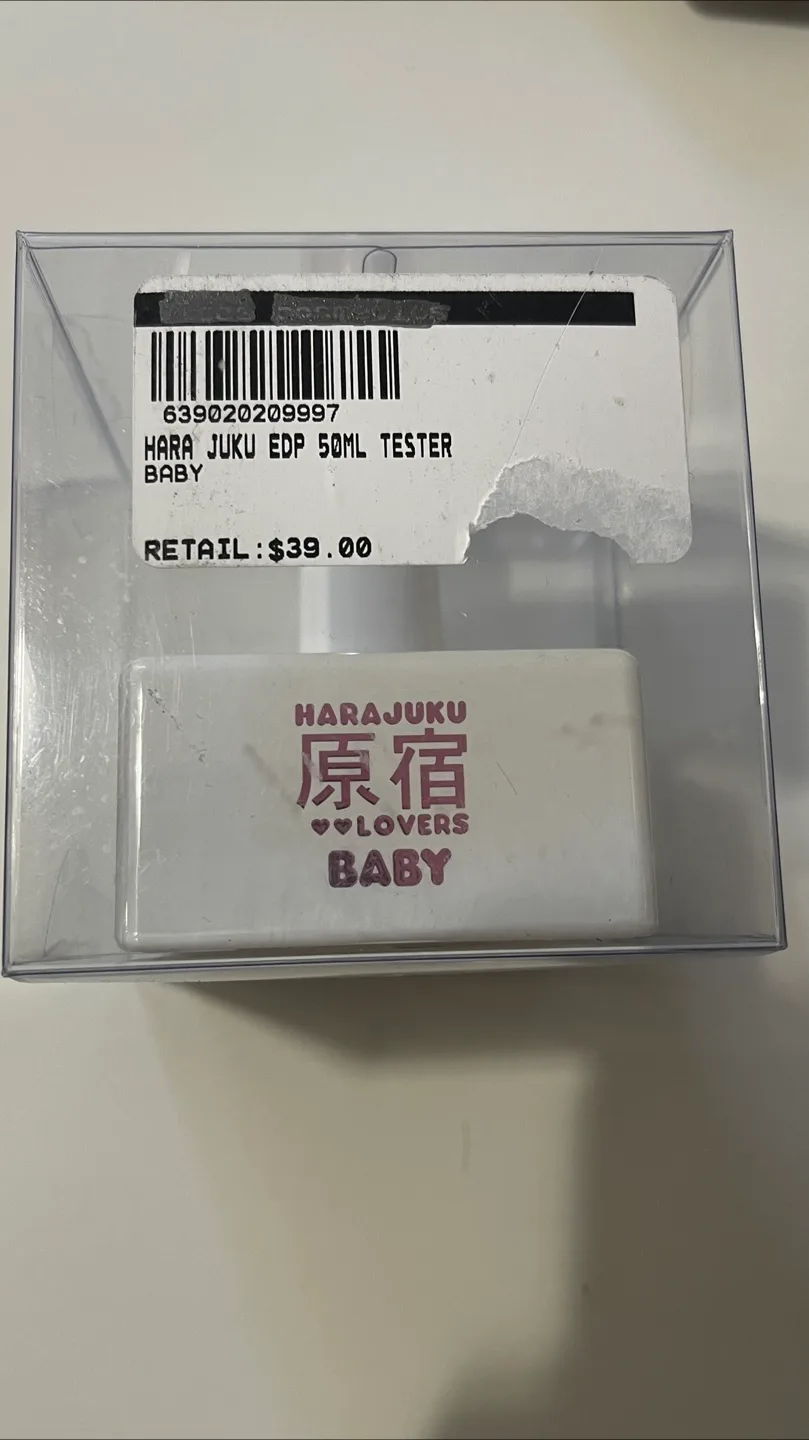 639020209997
HARA JUKU EDP 50ML TESTER
BABY
RETAIL:$39.00
HARAJUKU
原宿
LOVERS
BABY